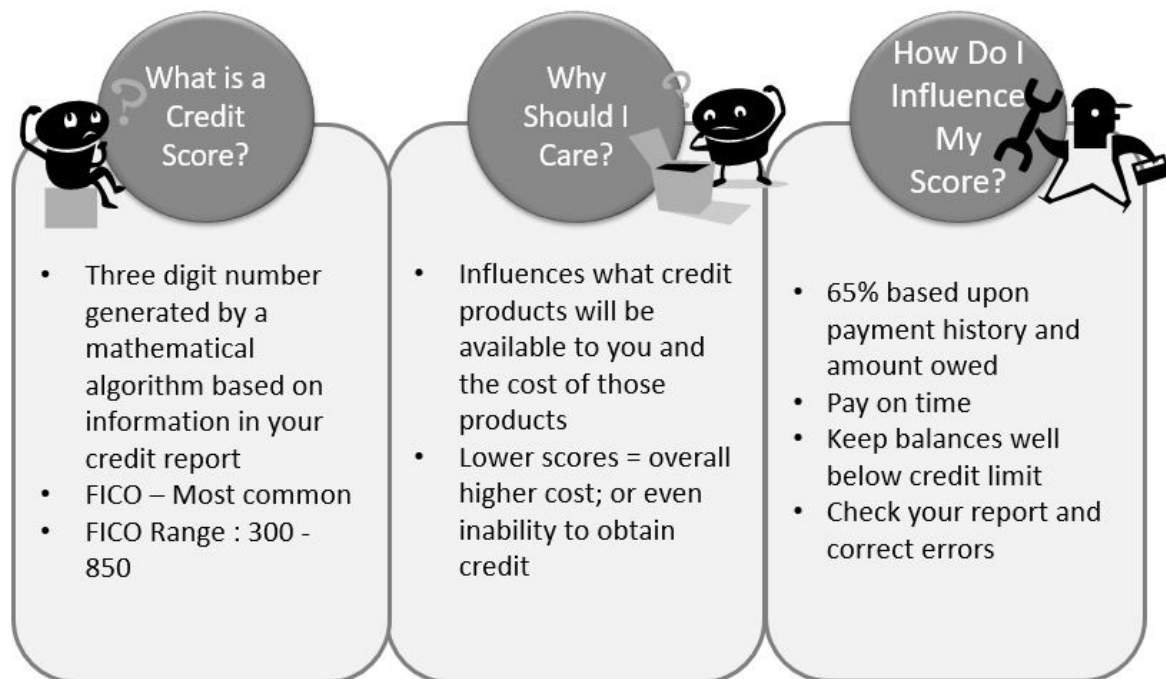 What is a
Credit
Score?
• Three digit number
generated by a
mathematical
algorithm based on
information in your
credit report
• FICO – Most common
• FICO Range : 300 -
850
Why
Should I
Care?
• Influences what credit
products will be
available to you and
the cost of those
products
• Lower scores = overall
higher cost; or even
inability to obtain
credit
How Do I
Influence
My
Score?
• 65% based upon
payment history and
amount owed
• Pay on time
• Keep balances well
below credit limit
• Check your report and
correct errors